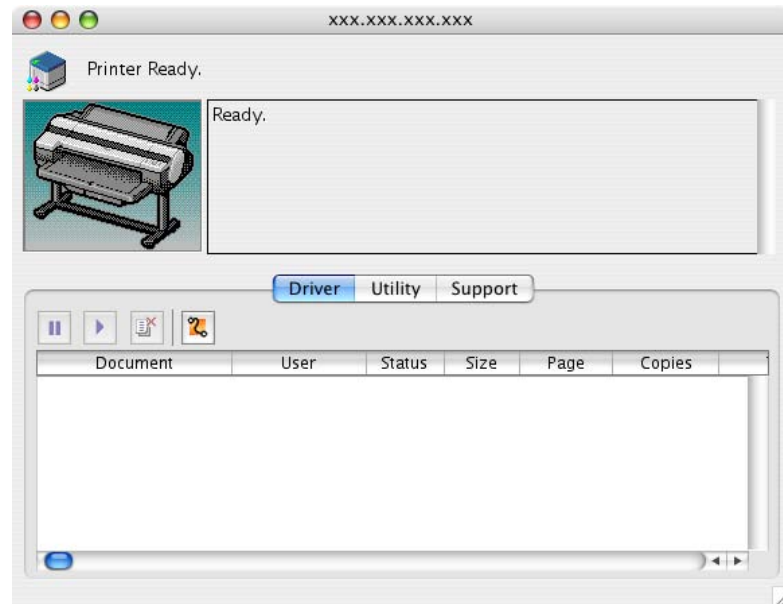 xxx.xxx.xxx.xxx
Printer Ready.
Ready.
Driver Utility Support
Document User Status Size Page Copies